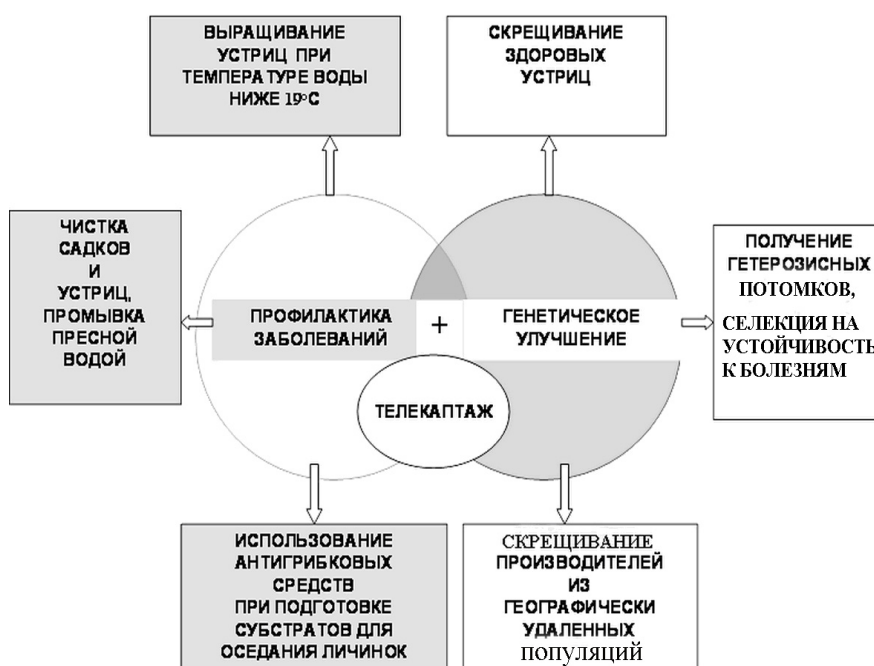 ВЫРАЩИВАНИЕ
УСТРИЦ ПРИ
ТЕМПЕРАТУРЕ ВОДЫ
НИЖЕ 19°С
СКРЕЩИВАНИЕ
ЗДОРОВЫХ
УСТРИЦ
ЧИСТКА
САДКОВ
И
УСТРИЦ,
ПРОМЫВКА
ПРЕСНОЙ
ВОДОЙ
ПРОФИЛАКТИКА
ЗАБОЛЕВАНИЙ
+
ГЕНЕТИЧЕСКОЕ
УЛУЧШЕНИЕ
ПОЛУЧЕНИЕ
ГЕТЕРОЗИСНЫХ
ПОТОМКОВ,
СЕЛЕКЦИЯ НА
УСТОЙЧИВОСТЬ
К БОЛЕЗНЯМ
ТЕЛЕКАПТАЖ
ИСПОЛЬЗОВАНИЕ
АНТИГРИБКОВЫХ
СРЕДСТВ
ПРИ ПОДГОТОВКЕ
СУБСТРАТОВ ДЛЯ
ОСЕДАНИЯ ЛИЧИНОК
СКРЕЩИВАНИЕ
ПРОИЗВОДИТЕЛЕЙ
ИЗ
ГЕОГРАФИЧЕСКИ
УДАЛЕННЫХ
ПОПУЛЯЦИЙ